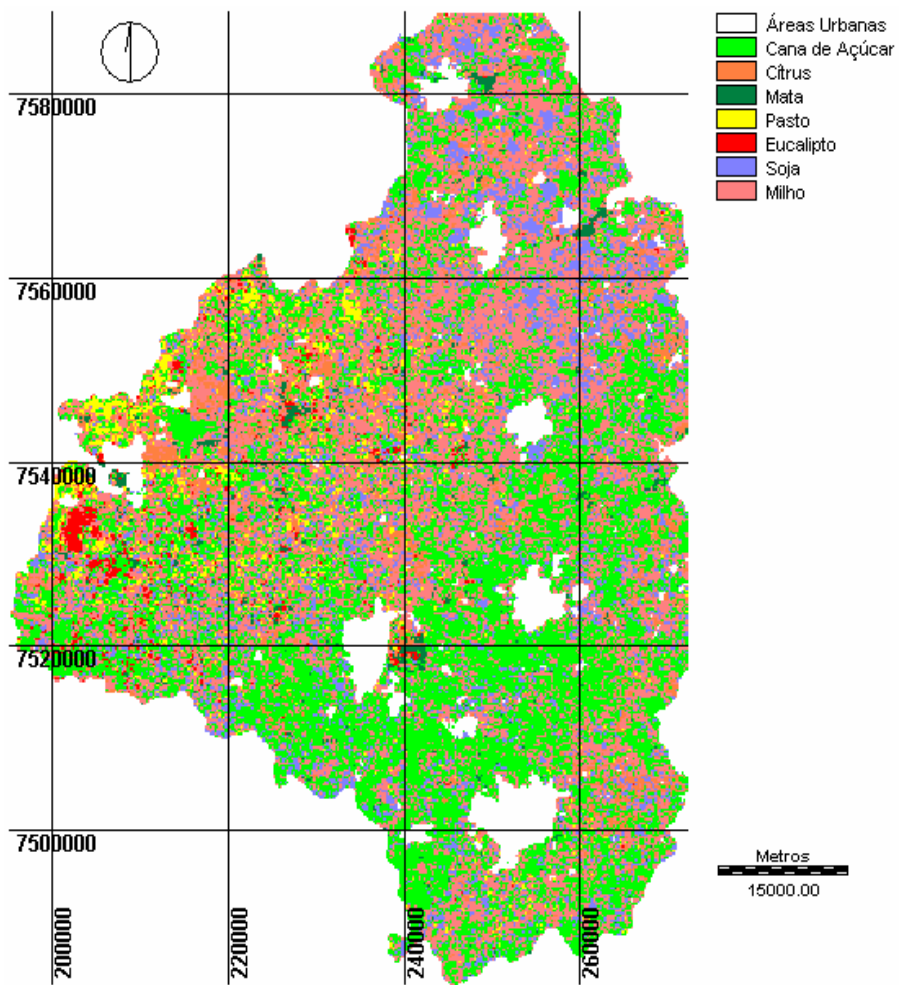 Áreas Urbanas
Cana de Açúcar
Cítrus
Mata
Pasto
Eucalipto
Soja
Milho
7580000
7560000
7540000
7520000
7500000
200000
220000
240000
260000
Metros
15000.00